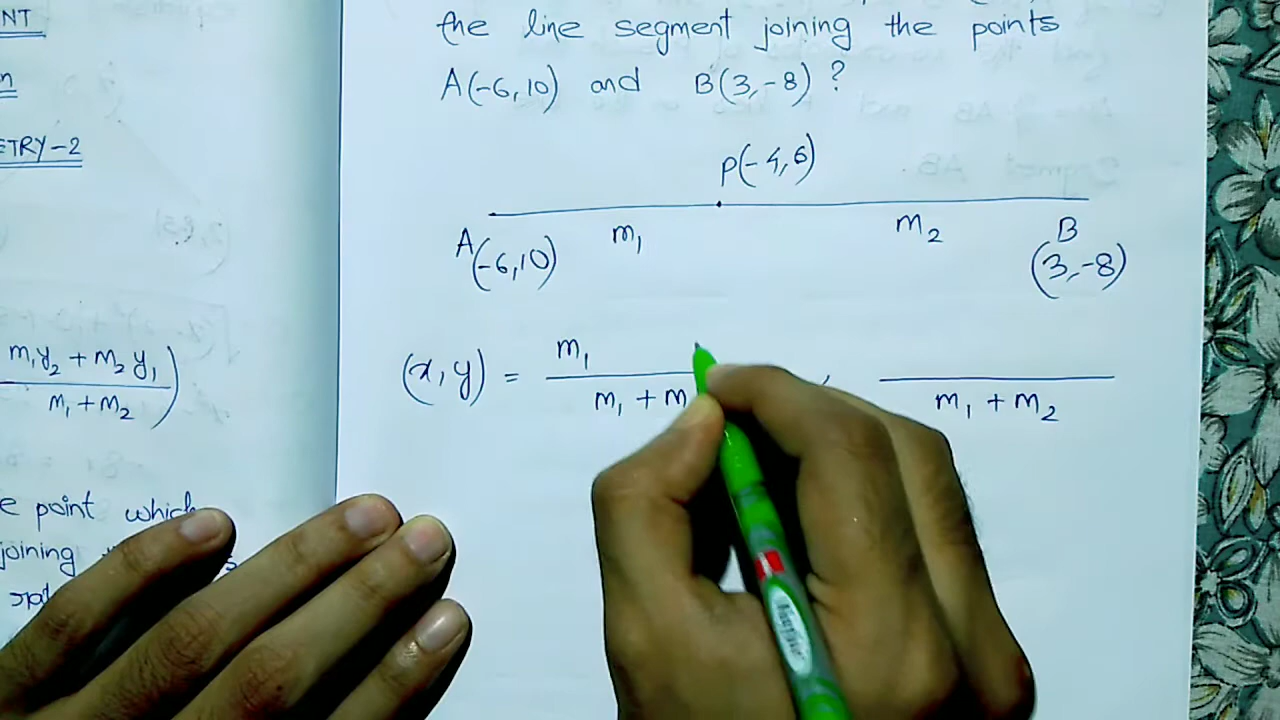 NT
n
ETRY-2
m₁y₂ + m₂y₁)
m₁ + m₂
e point which
joining
the line segment joining the points
A(-6,10) and B(3,-8) ?
P(-4,6)
A m₁ m₂ B
(-6,10) (3,-8)
(x,y) = m₁ ,
m₁ + m m₁ + m₂